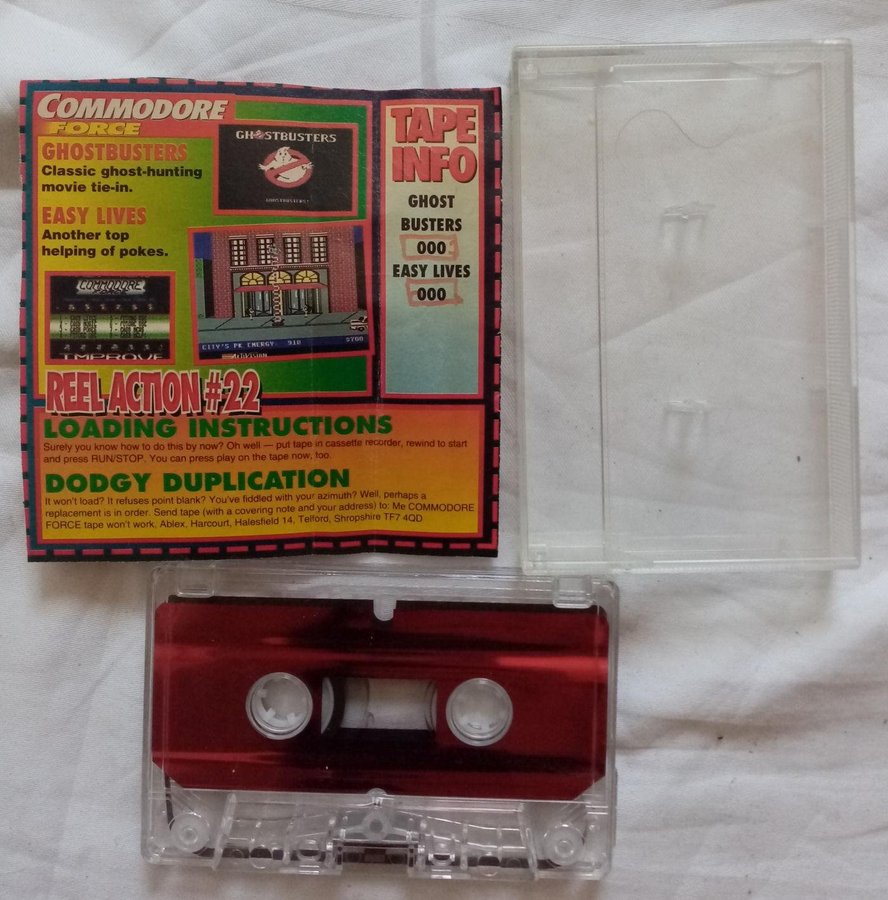 COMMODORE
FORCE
GHOSTBUSTERS
Classic ghost-hunting
movie tie-in.
EASY LIVES
Another top
helping of pokes.
GHOSTBUSTERS
GHOSTBUSTERS!
CITY'S PK ENERGY 910 $700
COMMODORE
IMPROVE
REEL ACTION #22
TAPE
INFO
GHOST
BUSTERS
000
EASY LIVES
000
LOADING INSTRUCTIONS
Surely you know how to do this by now? Oh well — put tape in cassette recorder, rewind to start
and press RUN/STOP. You can press play on the tape now, too.
DODGY DUPLICATION
It won't load? It refuses point blank? You've fiddled with your azimuth? Well, perhaps a
replacement is in order. Send tape (with a covering note and your address) to: Me COMMODORE
FORCE tape won't work, Ablex, Harcourt, Halesfield 14, Telford, Shropshire TF7 4QD